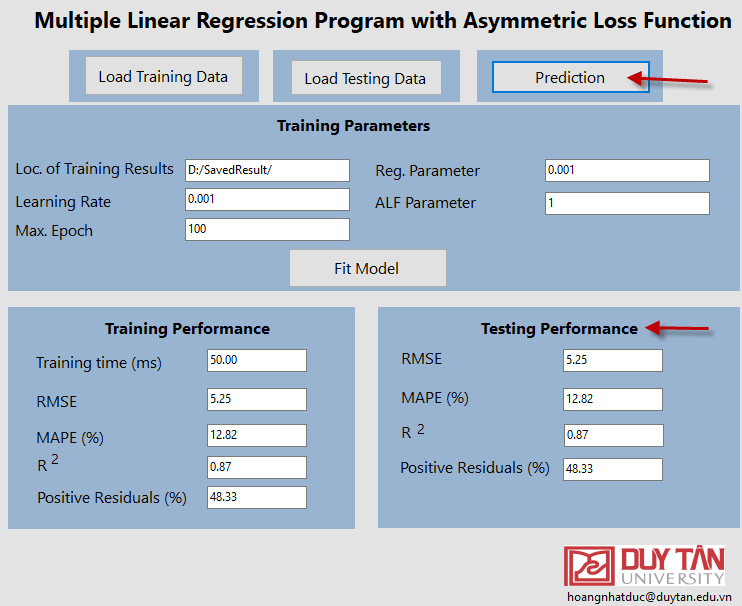 Multiple Linear Regression Program with Asymmetric Loss Function
Load Training Data
Load Testing Data
Prediction
Training Parameters
Loc. of Training Results D:/SavedResult/
Reg. Parameter 0.001
Learning Rate 0.001
ALF Parameter 1
Max. Epoch 100
Fit Model
Training Performance
Training time (ms) 50.00
RMSE 5.25
MAPE (%) 12.82
R 2 0.87
Positive Residuals (%) 48.33
Testing Performance
RMSE 5.25
MAPE (%) 12.82
R 2 0.87
Positive Residuals (%) 48.33
DUY TÂN
UNIVERSITY
hoangnhatduc@duytan.edu.vn